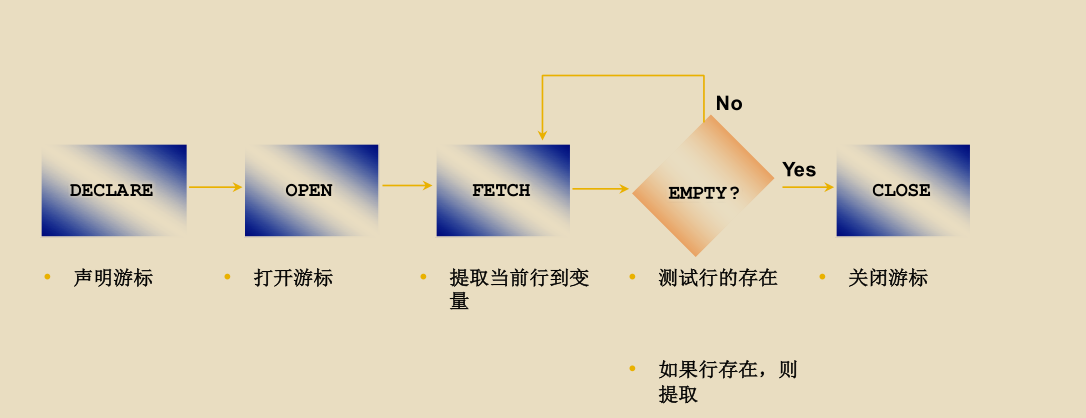 No
Yes
DECLARE
OPEN
FETCH
EMPTY?
CLOSE
声明游标
打开游标
提取当前行到变
量
测试行的存在
如果行存在，则
提取
关闭游标